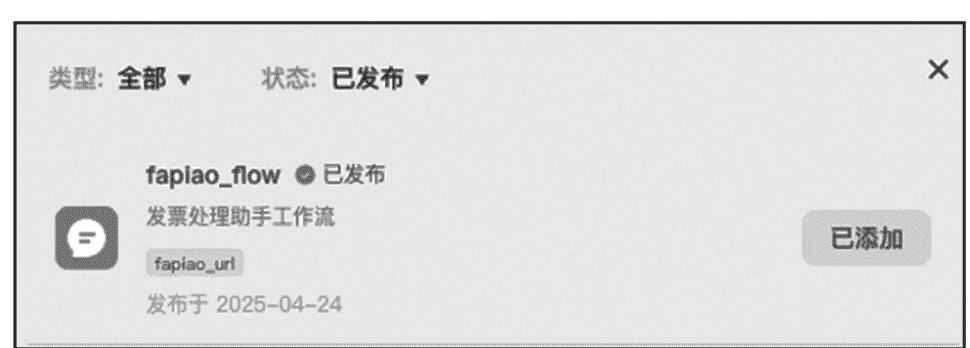 类型: 全部 ▼ 状态: 已发布 ▼
fapiao_flow 已发布
发票处理助手工作流
已添加
fapiao_url
发布于 2025-04-24